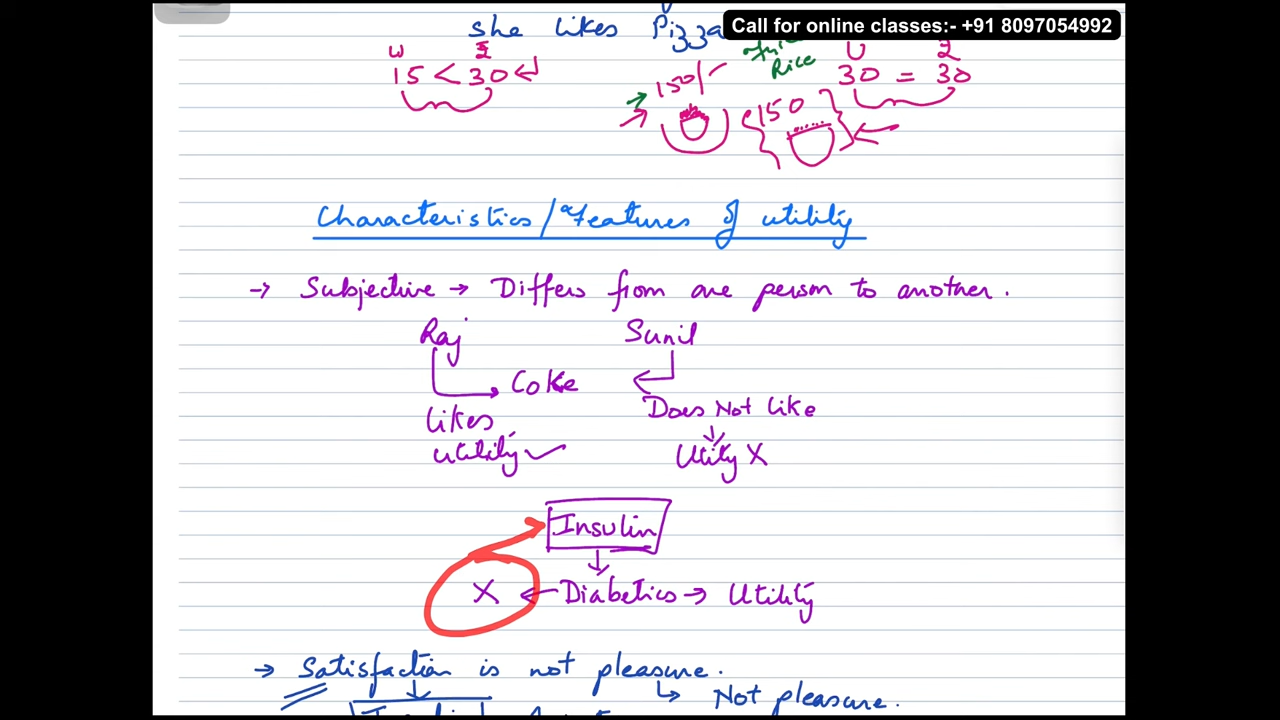 Call for online classes:- +91 8097054992
she likes Pizza
15 < 30
150/-
Rice
30 = 30
150
Characteristics/Features of utility
→ Subjective → Differs from one person to another.
Raj Sunil
Coke
likes Does Not like
utility ✓ Utity X
Insulin
X ← Diabetics → Utility
→ Satisfaction is not pleasure.
Not pleasure.